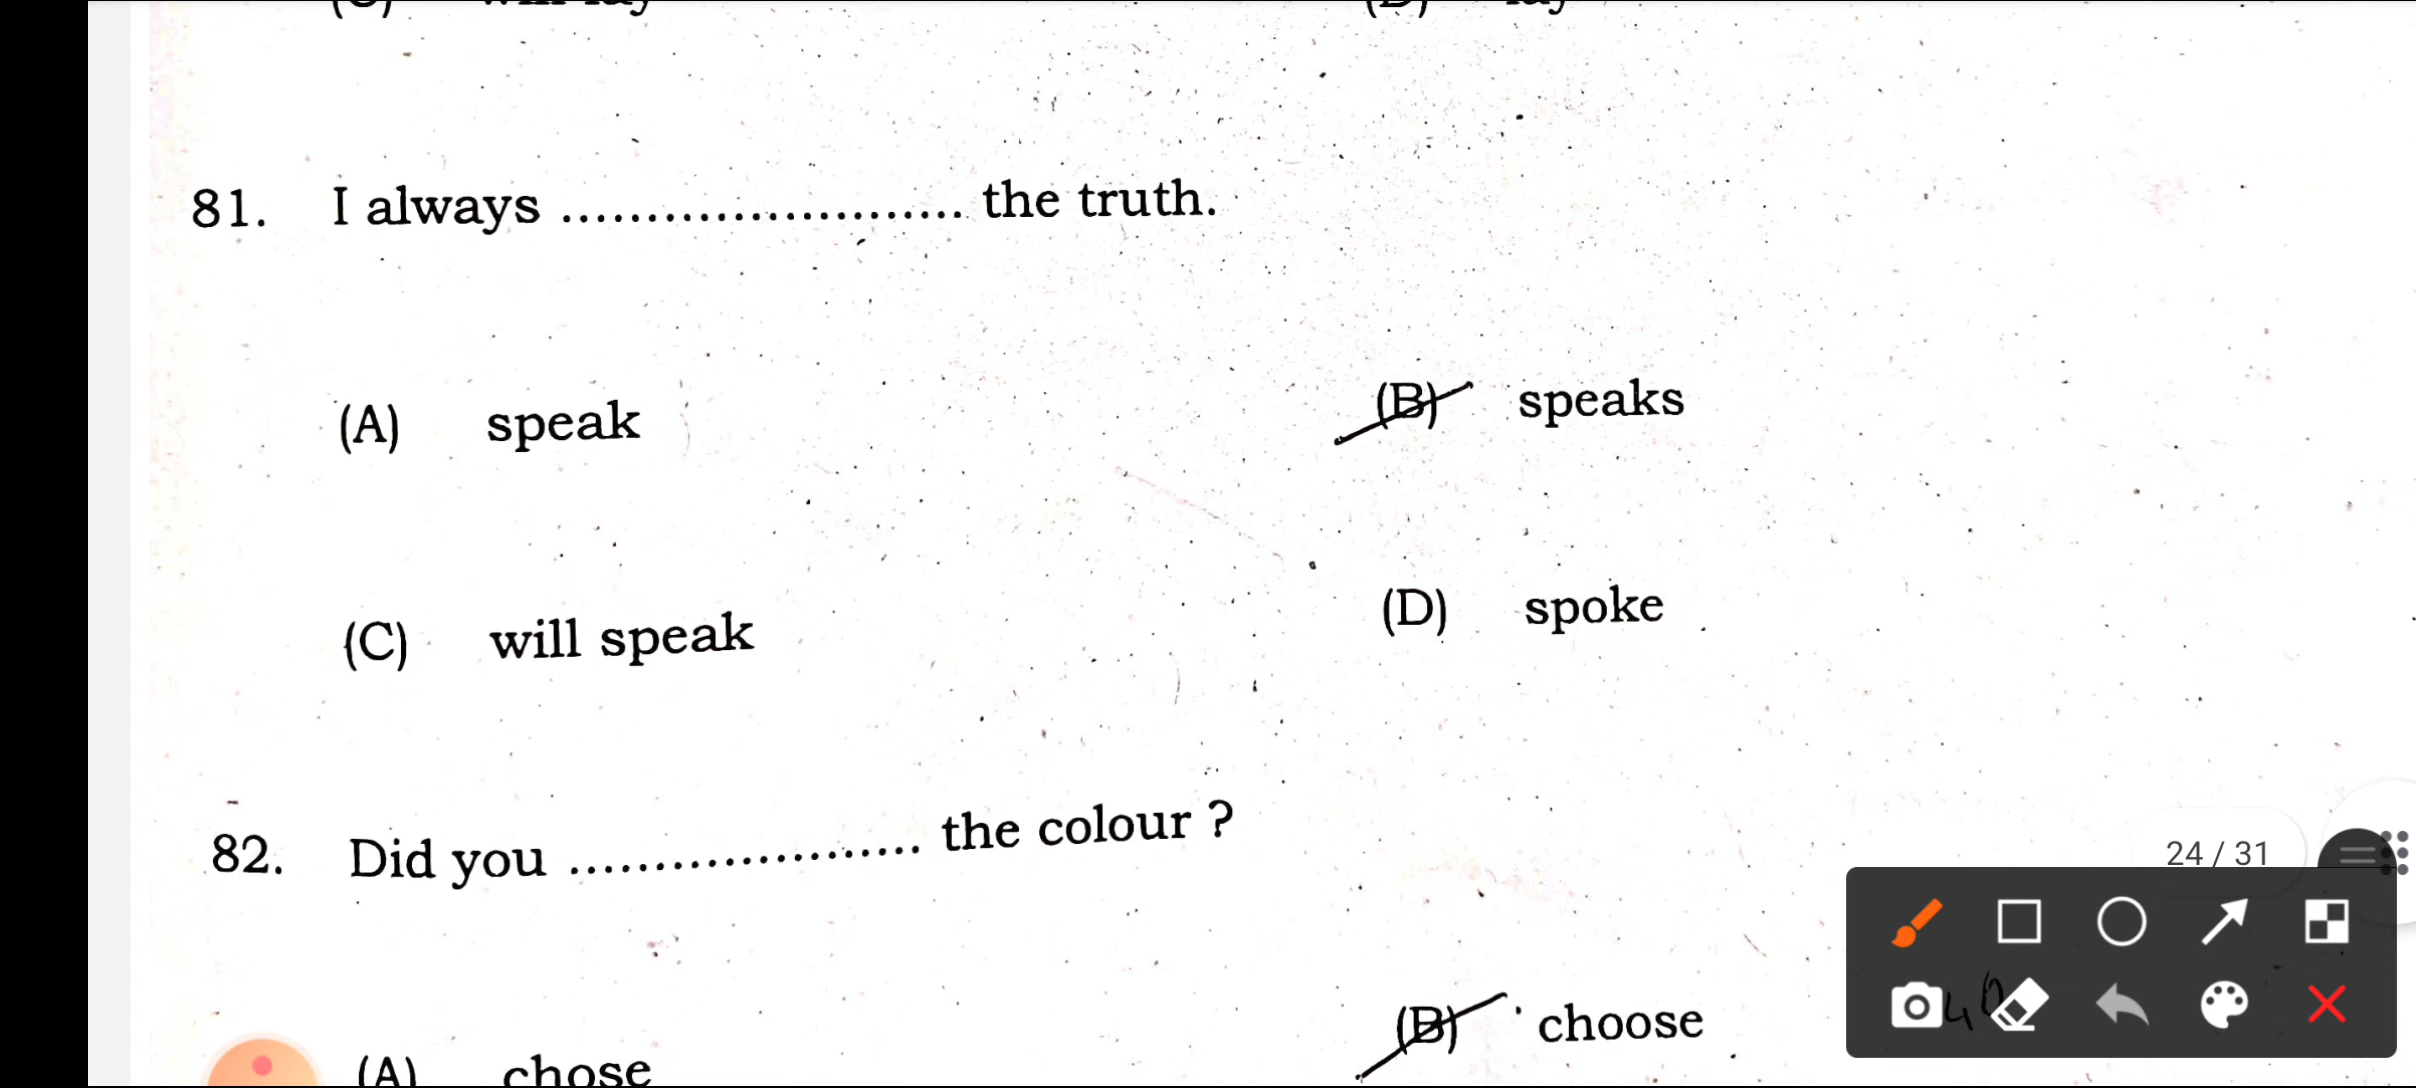 81. I always ........................ the truth.
(A) speak (B) speaks
(C) will speak (D) spoke
82. Did you ..................... the colour ?
24 / 31
(B) choose
(A) chose